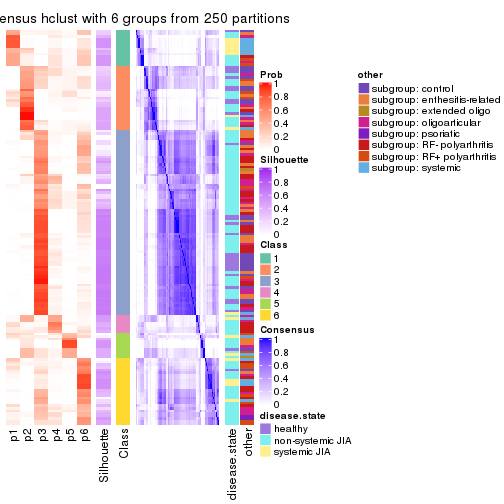 ensus hclust with 6 groups from 250 partitions
Prob
1
0.8
0.6
0.4
0.2
0
Silhouette
1
0.8
0.6
0.4
0.2
0
Class
1
2
3
4
5
6
Consensus
1
0.8
0.6
0.4
0.2
0
disease.state
healthy
non-systemic JIA
systemic JIA
other
subgroup: control
subgroup: enthesitis-related
subgroup: extended oligo
subgroup: oligoarticular
subgroup: psoriatic
subgroup: RF- polyarthritis
subgroup: RF+ polyarthritis
subgroup: systemic
p1
p2
p3
p4
p5
p6
Silhouette
Class
disease.state
other